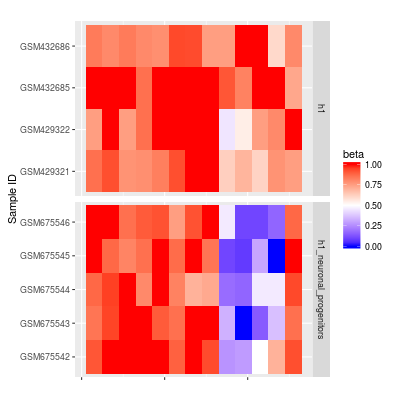 GSM432686
GSM432685
GSM429322
GSM429321
h1
GSM675546
GSM675545
GSM675544
GSM675543
GSM675542
h1_neuronal_progenitors
Sample ID
beta
1.00
0.75
0.50
0.25
0.00